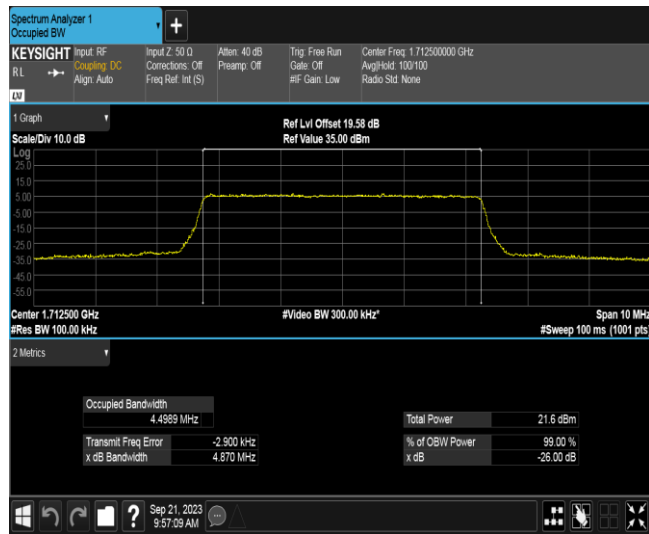 Spectrum Analyzer 1
Occupied BW
+
KEYSIGHT
RL
LXI
Input: RF
Coupling: DC
Align: Auto
Input Z: 50 Ω
Corrections: Off
Freq Ref: Int (S)
Atten: 40 dB
Preamp: Off
Trig: Free Run
Gate: Off
#IF Gain: Low
Center Freq: 1.712500000 GHz
Avg|Hold: 100/100
Radio Std: None
1 Graph
Scale/Div 10.0 dB
Ref Lvl Offset 19.58 dB
Ref Value 35.00 dBm
Log
25.0
15.0
5.00
-5.00
-15.0
-25.0
-35.0
-45.0
-55.0
Center 1.712500 GHz
#Res BW 100.00 kHz
#Video BW 300.00 kHz*
Span 10 MHz
#Sweep 100 ms (1001 pts)
2 Metrics
Occupied Bandwidth
4.4989 MHz
Transmit Freq Error -2.900 kHz
x dB Bandwidth 4.870 MHz
Total Power 21.6 dBm
% of OBW Power 99.00 %
x dB -26.00 dB
?
Sep 21, 2023
9:57:09 AM